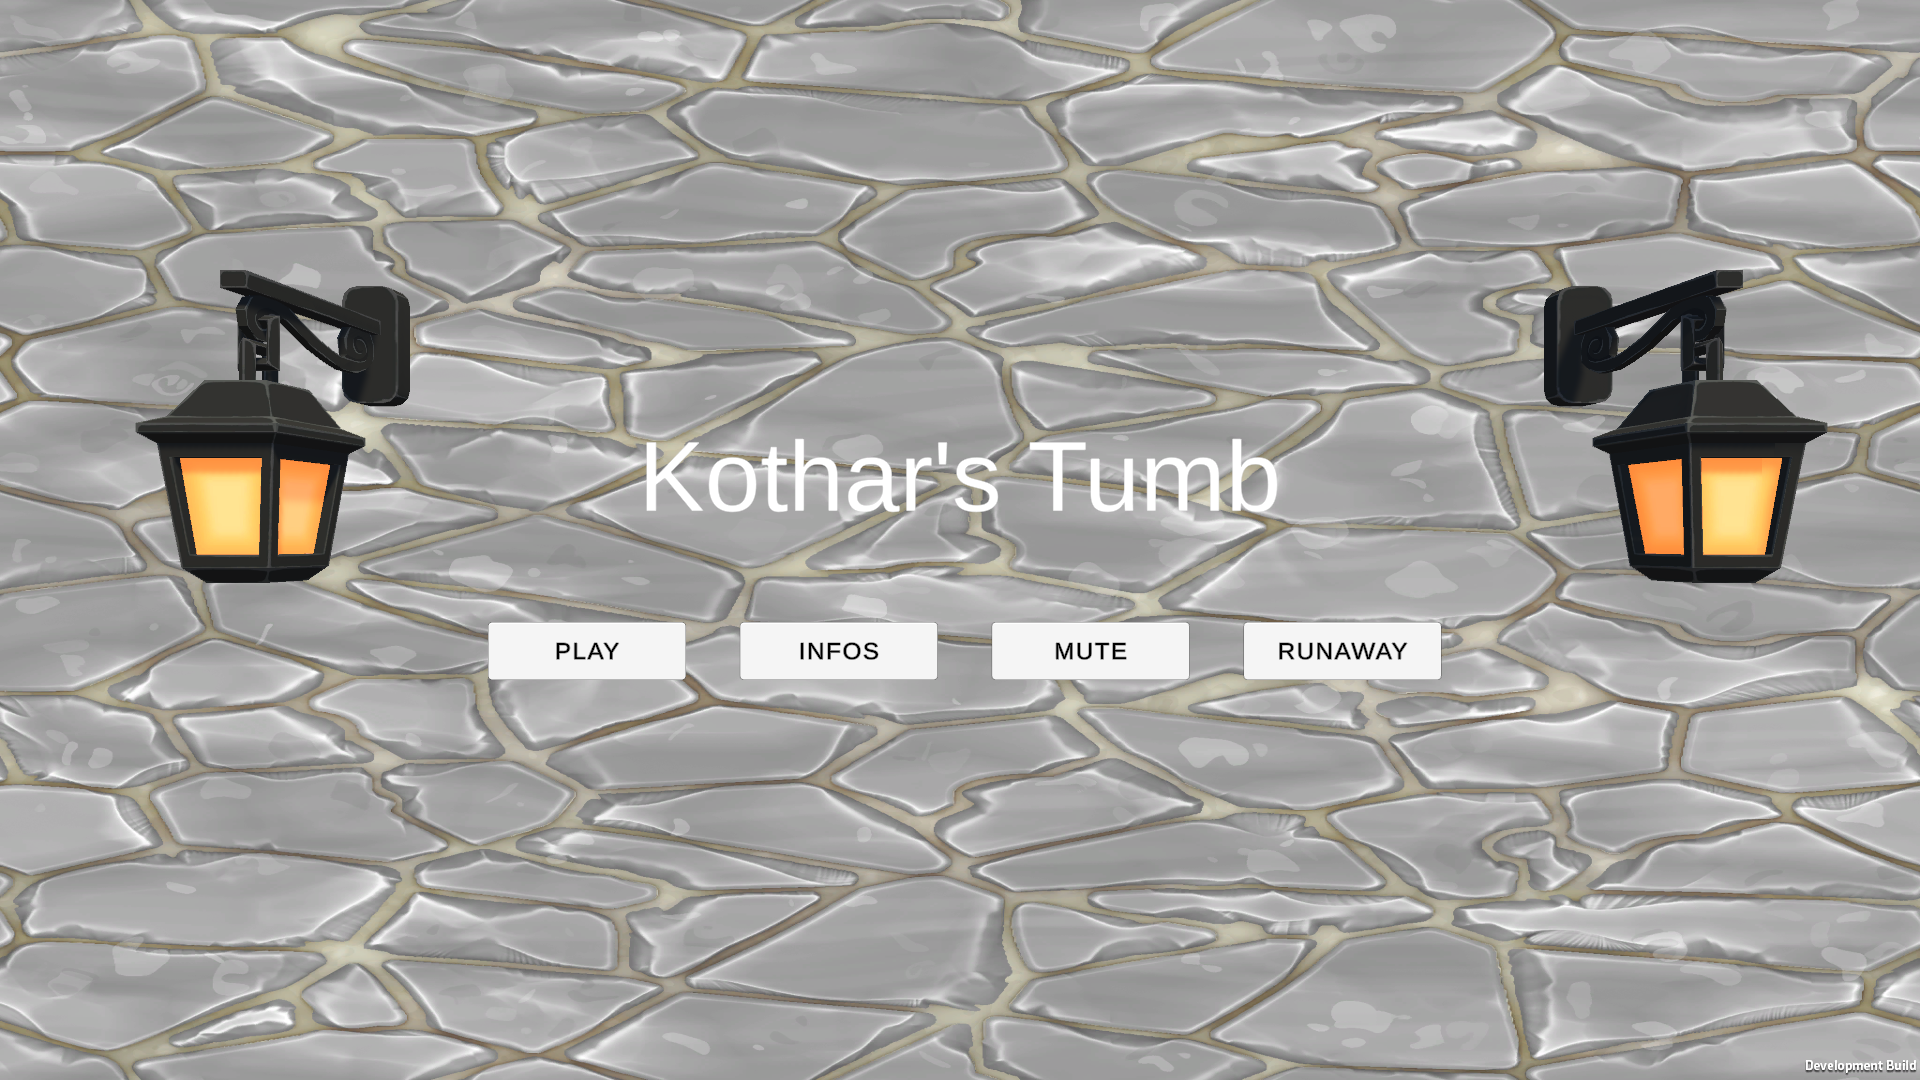 Kothar's Tumb
PLAY
INFOS
MUTE
RUNAWAY
Development Build